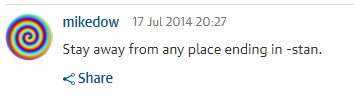 mikedow 17 Jul 2014 20:27
Stay away from any place ending in -stan.
Share